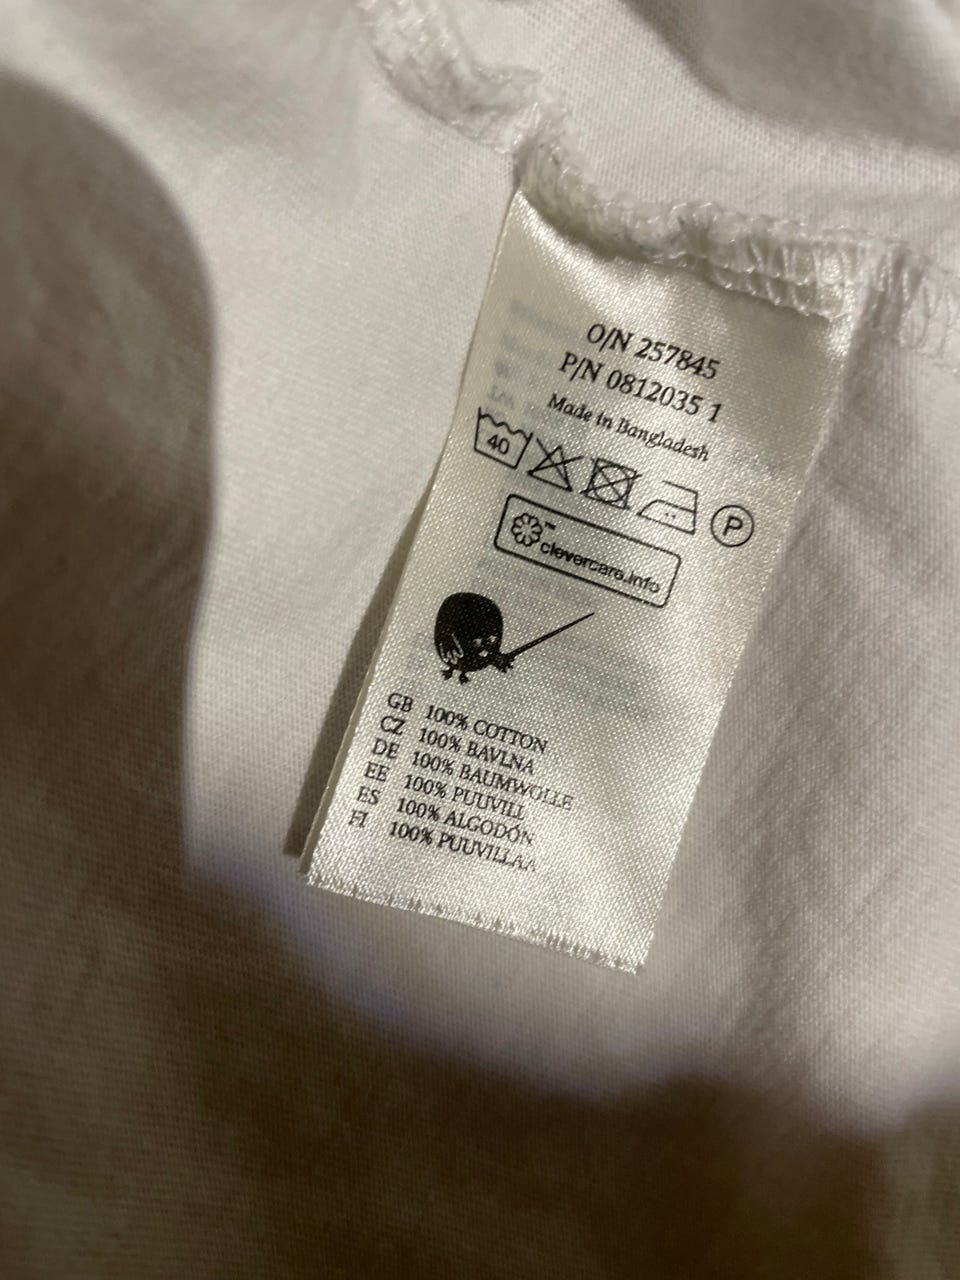 O/N 257845
P/N 0812035 1
Made in Bangladesh
40
P
™
clevercare.info
GB 100% COTTON
CZ 100% BAVLNA
DE 100% BAUMWOLLE
EE 100% PUUVILL
ES 100% ALGODÓN
FI 100% PUUVILLAA